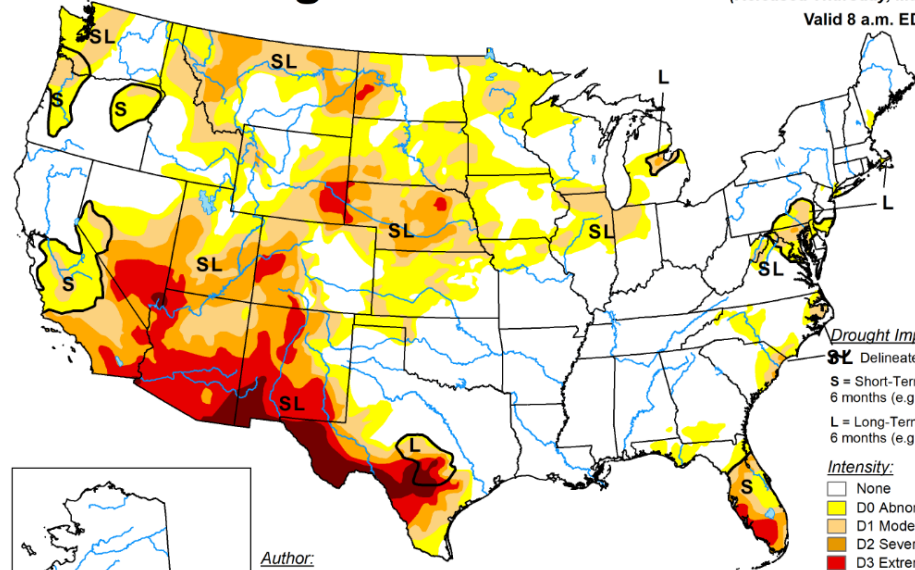 Valid 8 a.m. ED
SL
SL
S
S
L
L
SL
SL
SL
S
SL
SL
L
S
Drought Imp
SL Delineate
S = Short-Term
6 months (e.g
L = Long-Term
6 months (e.g
Intensity:
None
D0 Abnor
D1 Mode
D2 Sever
D3 Extrem
Author: